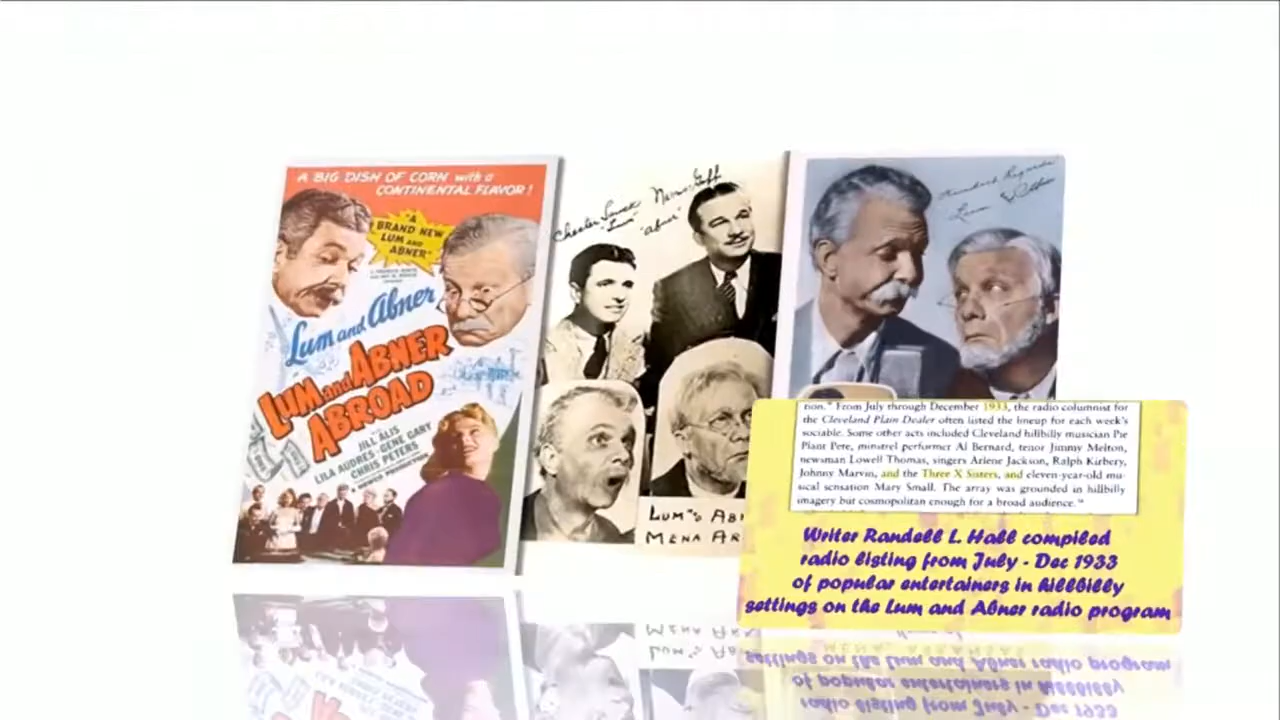 A BIG DISH OF CORN with a
CONTINENTAL FLAVOR!
"A
BRAND NEW
LUM AND
ABNER"
Lum and Abner
LUM and ABNER
ABROAD
JILL ALIS
LILA AUDRES · GENE GARY
CHRIS PETERS
Chester Lauck
"Lum"
Norris Goff
"abner"
LUM "N AB
MENA AR
tion." From July through December 1933, the radio columnist for
the Cleveland Plain Dealer often listed the lineup for each week's
sociable. Some other acts included Cleveland hillbilly musician Pie
Plant Pete, minstrel performer Al Bernard, tenor Jimmy Melton,
newsman Lowell Thomas, singers Arlene Jackson, Ralph Kirbery,
Johnny Marvin, and the Three X Sisters, and eleven-year-old mu-
sical sensation Mary Small. The array was grounded in hillbilly
imagery but cosmopolitan enough for a broad audience."
Writer Randell L. Hall compiled
radio listing from July - Dec 1933
of popular entertainers in hillbilly
settings on the Lum and Abner radio program